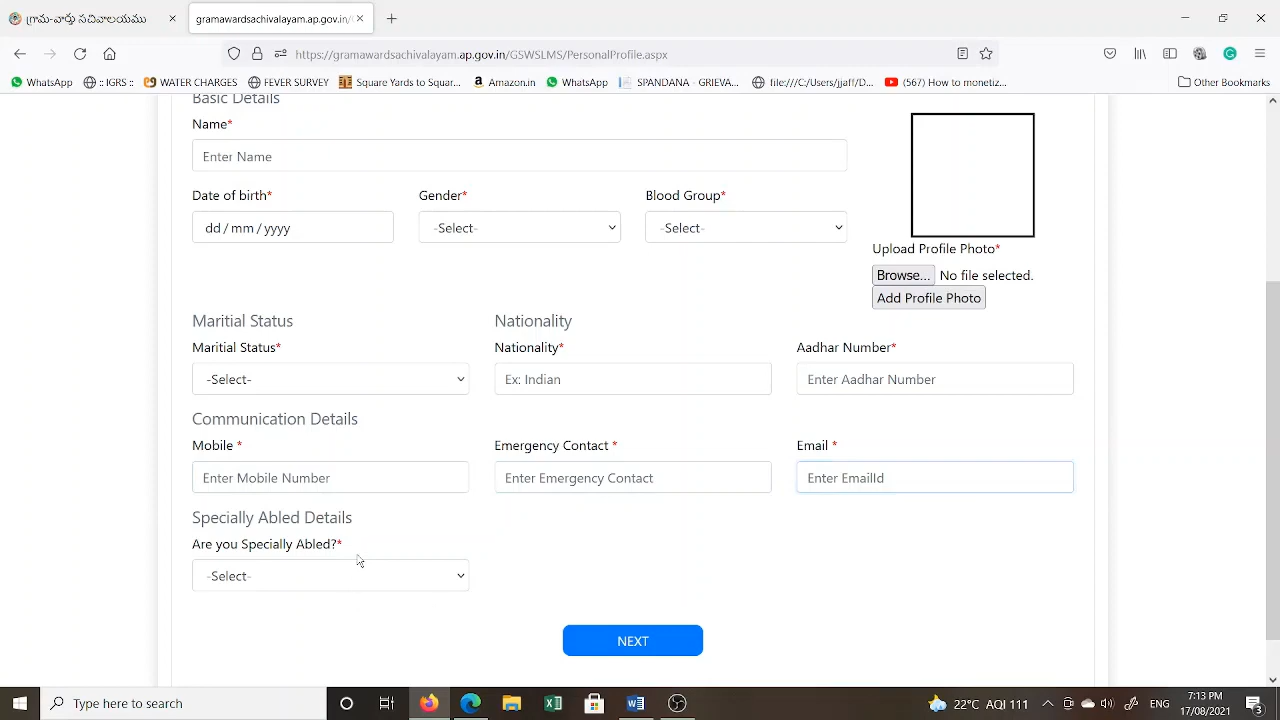 గ్రామ-వార్డు సచివాలయము
gramawardsachivalayam.ap.gov.in/
https://gramawardsachivalayam.ap.gov.in/GSWSLMS/PersonalProfile.aspx
WhatsApp :: IGRS :: WATER CHARGES FEVER SURVEY Square Yards to Squar... Amazon.in WhatsApp SPANDANA - GRIEVA... file:///C:/Users/jjaff/D... (567) How to monetiz... Other Bookmarks
Basic Details
Name*
Enter Name
Date of birth* Gender* Blood Group*
dd / mm / yyyy -Select- -Select-
Upload Profile Photo*
Browse... No file selected.
Add Profile Photo
Maritial Status Nationality
Maritial Status* Nationality* Aadhar Number*
-Select- Ex: Indian Enter Aadhar Number
Communication Details
Mobile * Emergency Contact * Email *
Enter Mobile Number Enter Emergency Contact Enter EmailId
Specially Abled Details
Are you Specially Abled?*
-Select-
NEXT
Type here to search 22°C AQI 111 ENG 7:13 PM
17/08/2021 3